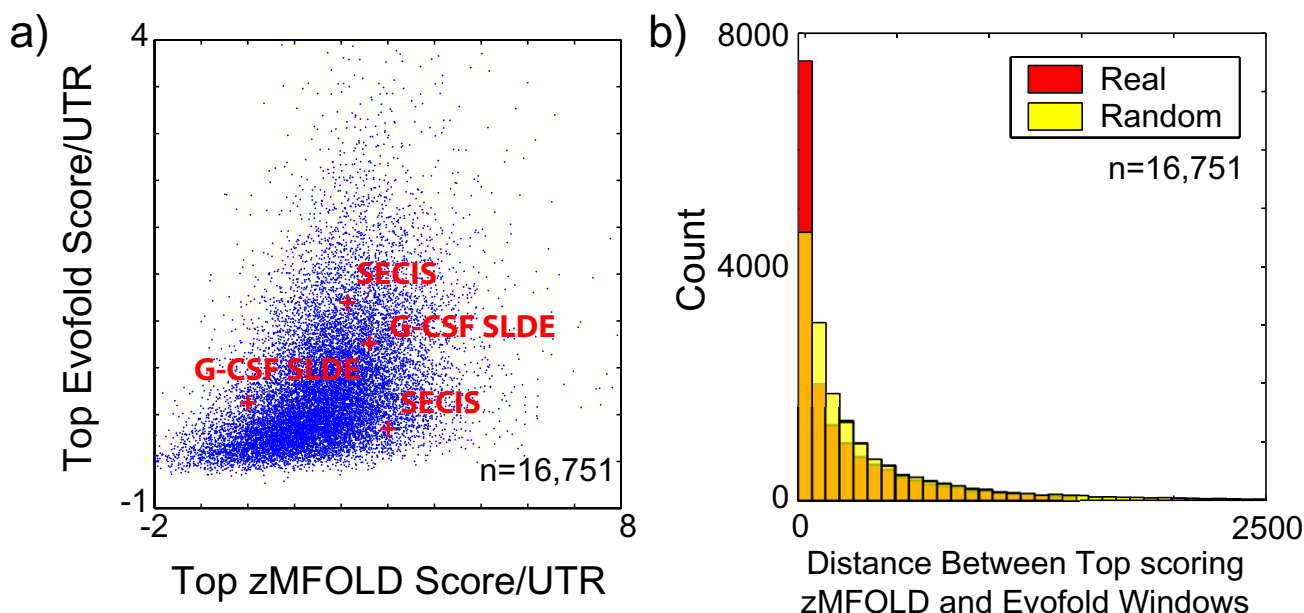 a)
4
Top Evofold Score/UTR
SECIS
G-CSF SLDE
G-CSF SLDE
SECIS
n=16,751
-1
-2
8
Top zMFOLD Score/UTR
b)
8000
Real
Random
n=16,751
Count
4000
0
0
2500
Distance Between Top scoring
zMFOLD and Evofold Windows